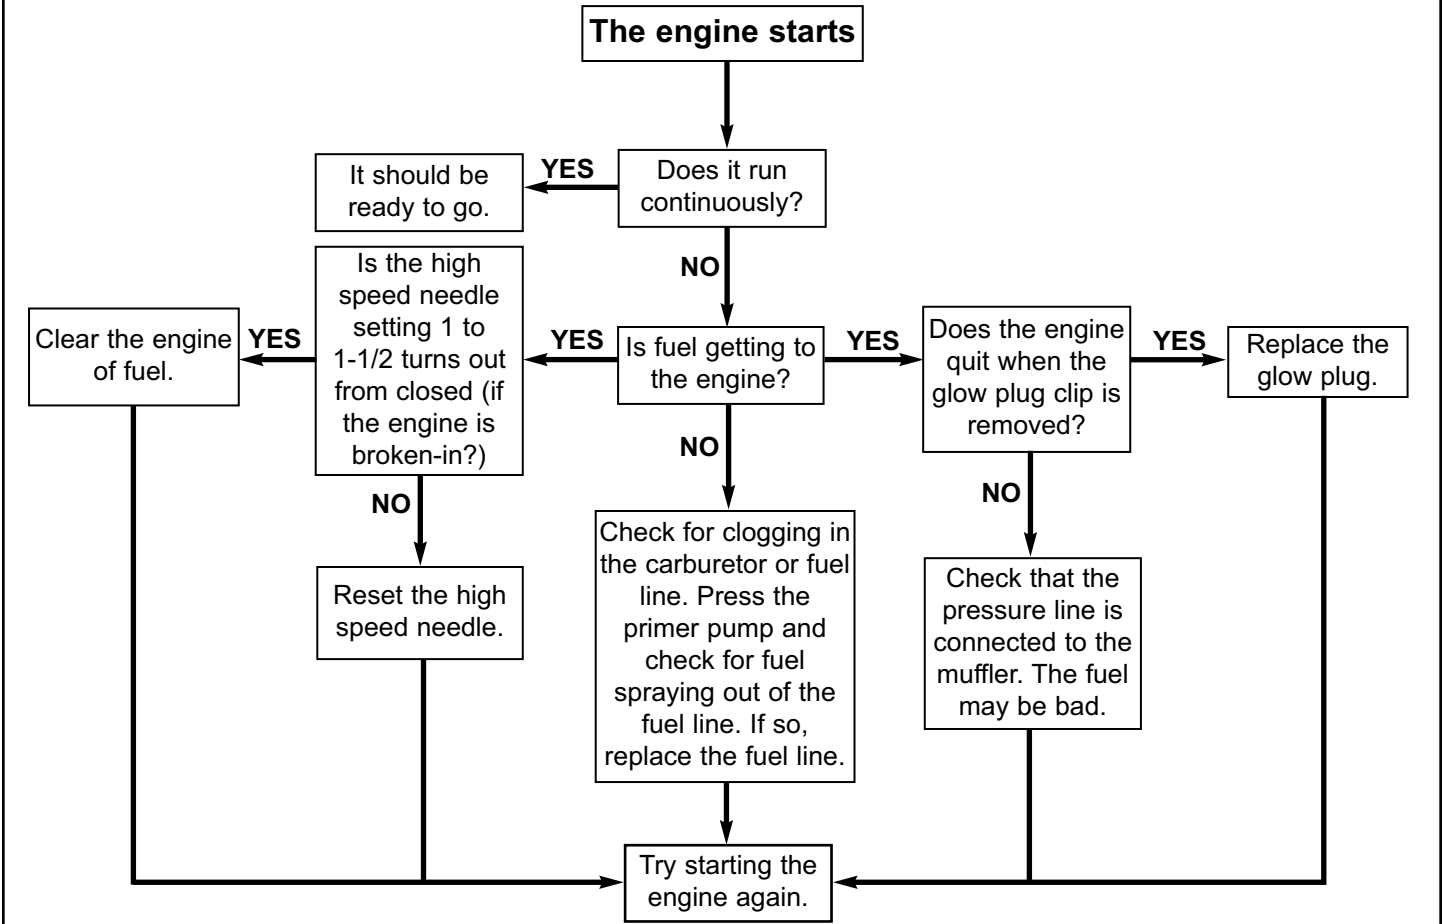 The engine starts
Does it run
continuously?
YES
It should be
ready to go.
NO
Is fuel getting to
the engine?
YES
Is the high
speed needle
setting 1 to
1-1/2 turns out
from closed (if
the engine is
broken-in?)
YES
Clear the engine
of fuel.
NO
Reset the high
speed needle.
NO
Check for clogging in
the carburetor or fuel
line. Press the
primer pump and
check for fuel
spraying out of the
fuel line. If so,
replace the fuel line.
YES
Does the engine
quit when the
glow plug clip is
removed?
YES
Replace the
glow plug.
NO
Check that the
pressure line is
connected to the
muffler. The fuel
may be bad.
Try starting the
engine again.